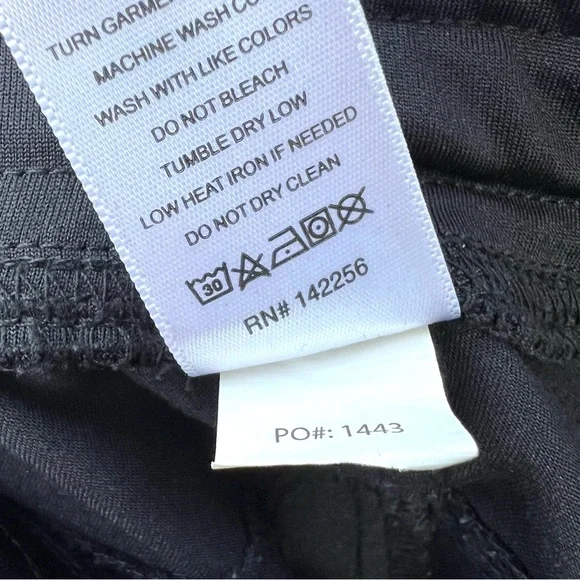 TURN GARMEN
MACHINE WASH CO
WASH WITH LIKE COLORS
DO NOT BLEACH
TUMBLE DRY LOW
LOW HEAT IRON IF NEEDED
DO NOT DRY CLEAN
30
RN# 142256
PO#: 1443